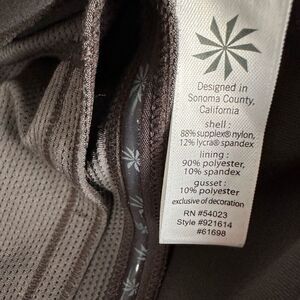 Designed in
Sonoma County,
California
shell :
88% supplex® nylon,
12% lycra® spandex
lining :
90% polyester,
10% spandex
gusset :
10% polyester
exclusive of decoration
RN #54023
Style #921614
#61698